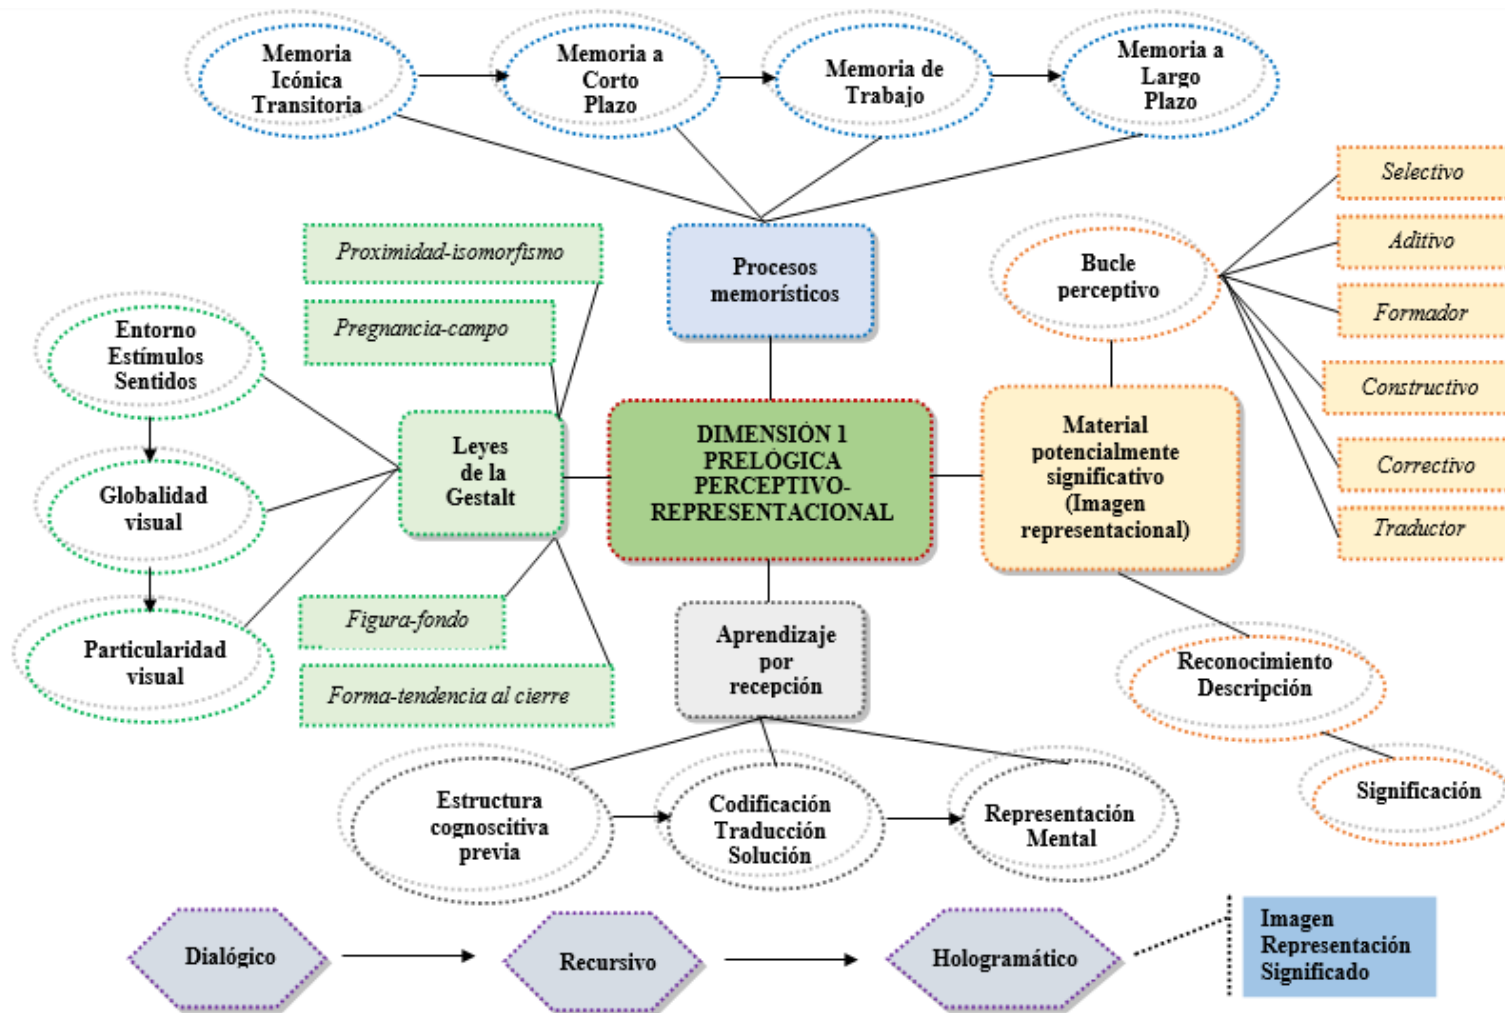 Memoria
Icónica
Transitoria
Memoria a
Corto
Plazo
Memoria de
Trabajo
Memoria a
Largo
Plazo
Procesos
memorísticos
Bucle
perceptivo
Selectivo
Aditivo
Formador
Constructivo
Correctivo
Traductor
Proximidad-isomorfismo
Pregnancia-campo
Entorno
Estímulos
Sentidos
Globalidad
visual
Particularidad
visual
Leyes
de la
Gestalt
DIMENSIÓN 1
PRELÓGICA
PERCEPTIVO-
REPRESENTACIONAL
Material
potencialmente
significativo
(Imagen
representacional)
Figura-fondo
Forma-tendencia al cierre
Aprendizaje
por
recepción
Reconocimiento
Descripción
Significación
Estructura
cognoscitiva
previa
Codificación
Traducción
Solución
Representación
Mental
Dialógico
Recursivo
Hologramático
Imagen
Representación
Significado